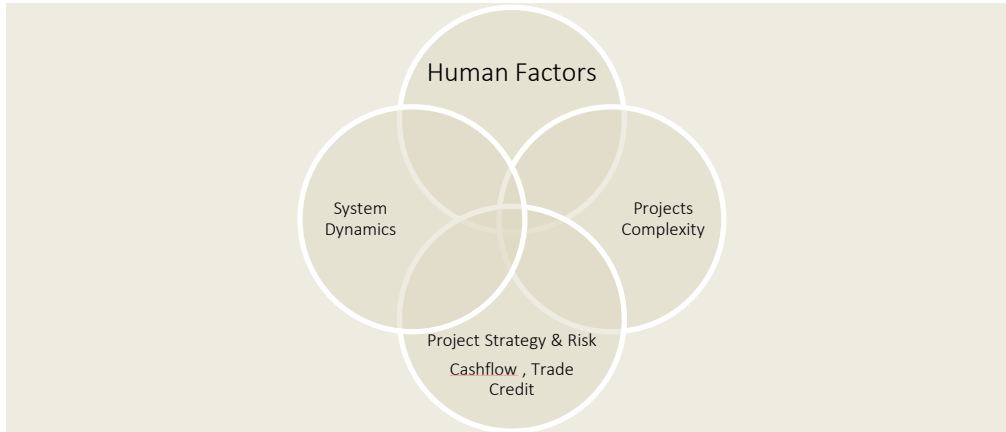 Human Factors
System
Dynamics
Projects
Complexity
Project Strategy & Risk
Cashflow , Trade
Credit